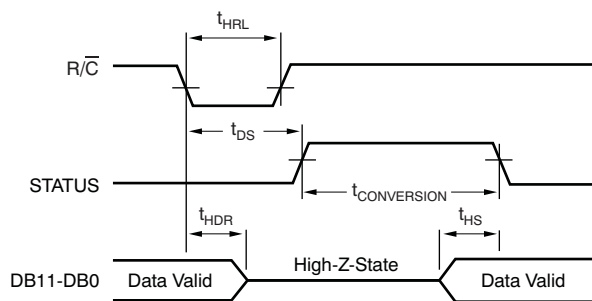 t_HRL
R/C̅
t_DS
STATUS
t_CONVERSION
t_HDR
t_HS
High-Z-State
DB11-DB0 Data Valid Data Valid